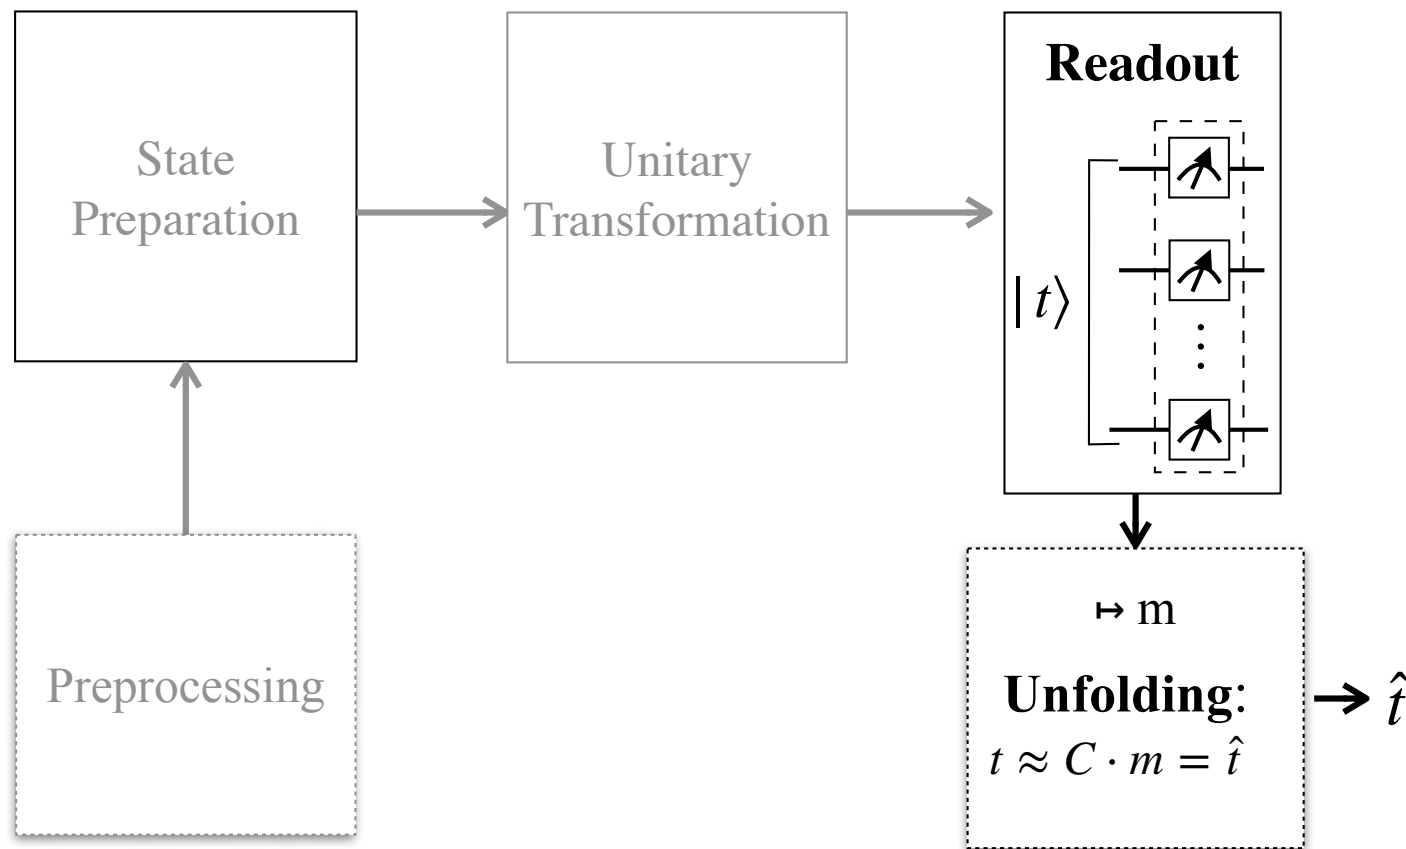 State
Preparation
Unitary
Transformation
Readout
| t⟩
Preprocessing
↦ m
Unfolding:
t ≈ C · m = t̂
t̂